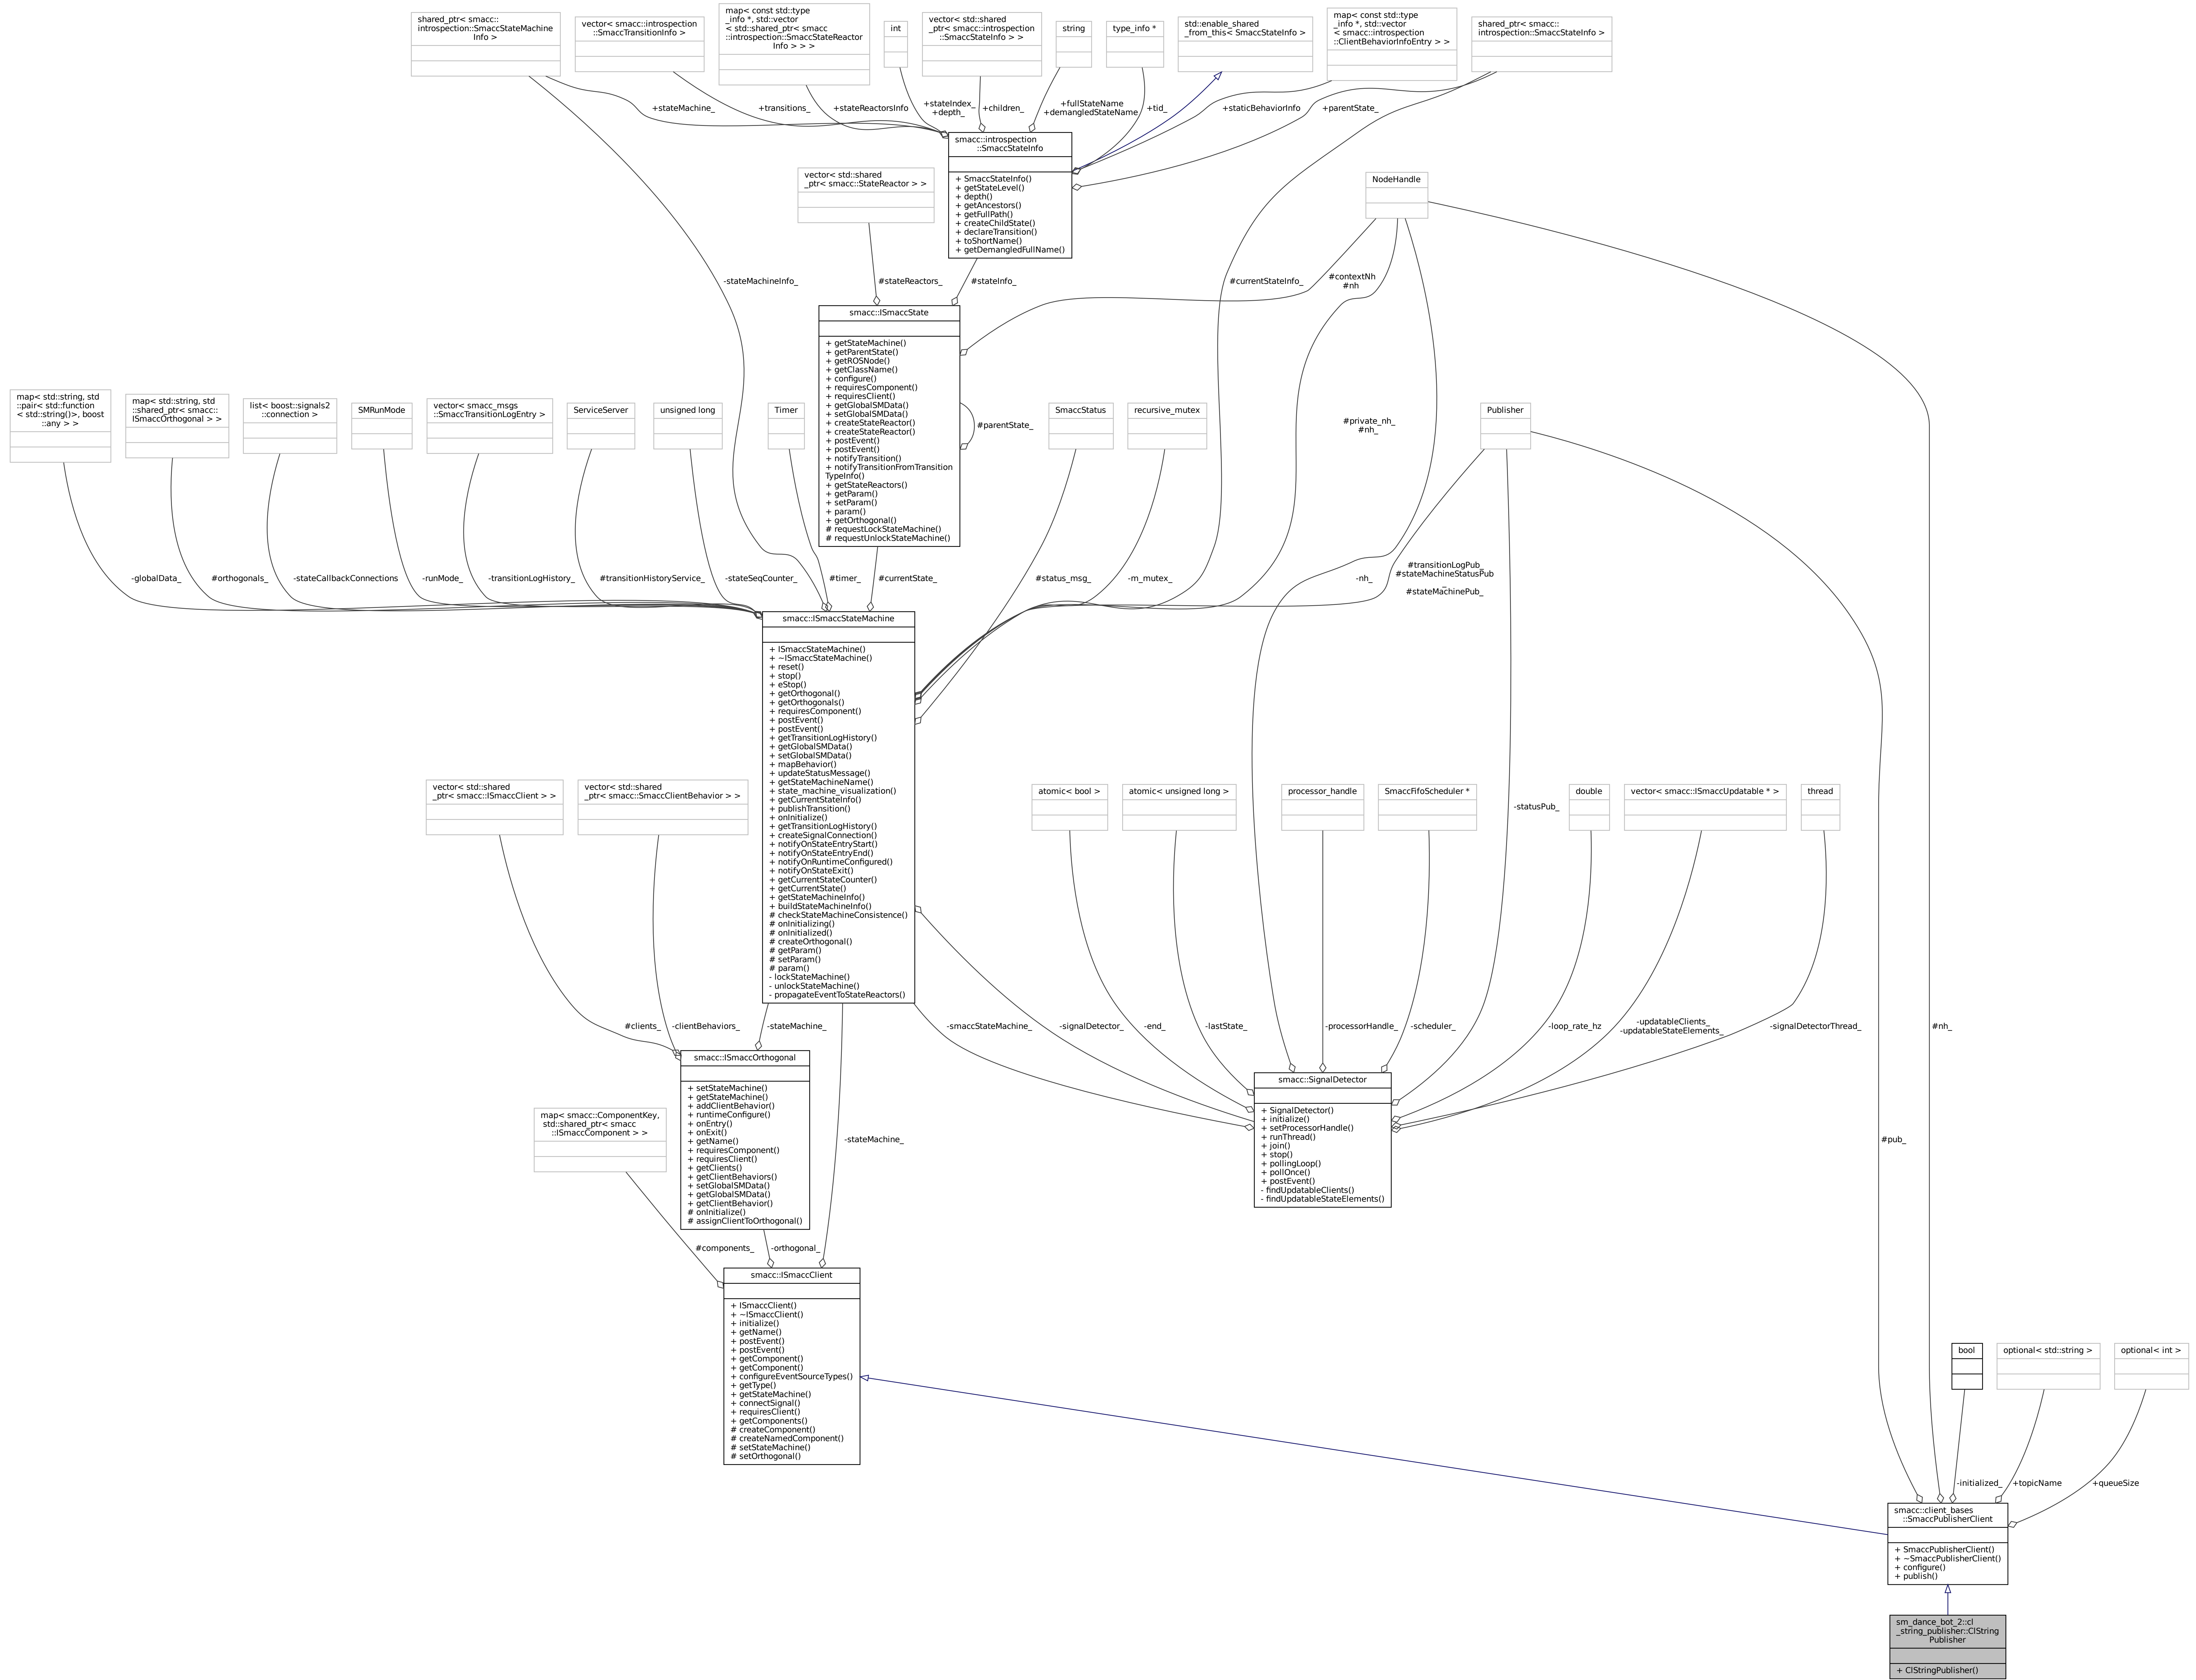 shared_ptr< smacc::
introspection::SmaccStateMachine
Info >
vector< smacc::introspection
::SmaccTransitionInfo >
map< const std::type
_info *, std::vector
< std::shared_ptr< smacc
::introspection::SmaccStateReactor
Info > > >
int
vector< std::shared
_ptr< smacc::introspection
::SmaccStateInfo > >
string
type_info *
std::enable_shared
_from_this< SmaccStateInfo >
map< const std::type
_info *, std::vector
< smacc::introspection
::ClientBehaviorInfoEntry > >
shared_ptr< smacc::
introspection::SmaccStateInfo >
+stateMachine_
+transitions_
+stateReactorsInfo
+stateIndex_
+depth_
+children_
+fullStateName
+demangledStateName
+tid_
+staticBehaviorInfo
+parentState_
smacc::introspection
::SmaccStateInfo
+ SmaccStateInfo()
+ getStateLevel()
+ depth()
+ getAncestors()
+ getFullPath()
+ createChildState()
+ declareTransition()
+ toShortName()
+ getDemangledFullName()
vector< std::shared
_ptr< smacc::StateReactor > >
NodeHandle
-stateMachineInfo_
#stateReactors_
#stateInfo_
#currentStateInfo_
#contextNh
#nh
smacc::ISmaccState
+ getStateMachine()
+ getParentState()
+ getROSNode()
+ getClassName()
+ configure()
+ requiresComponent()
+ requiresClient()
+ getGlobalSMData()
+ setGlobalSMData()
+ createStateReactor()
+ createStateReactor()
+ postEvent()
+ postEvent()
+ notifyTransition()
+ notifyTransitionFromTransition
TypeInfo()
+ getStateReactors()
+ getParam()
+ setParam()
+ param()
+ getOrthogonal()
# requestLockStateMachine()
# requestUnlockStateMachine()
#parentState_
map< std::string, std
::pair< std::function
< std::string()>, boost
::any > >
map< std::string, std
::shared_ptr< smacc::
ISmaccOrthogonal > >
list< boost::signals2
::connection >
SMRunMode
vector< smacc_msgs
::SmaccTransitionLogEntry >
ServiceServer
unsigned long
Timer
SmaccStatus
recursive_mutex
Publisher
#private_nh_
#nh_
-globalData_
#orthogonals_
-stateCallbackConnections
-runMode_
-transitionLogHistory_
#transitionHistoryService_
-stateSeqCounter_
#timer_
#currentState_
#status_msg_
-m_mutex_
-nh_
#transitionLogPub_
#stateMachineStatusPub
_
#stateMachinePub_
smacc::ISmaccStateMachine
+ ISmaccStateMachine()
+ ~ISmaccStateMachine()
+ reset()
+ stop()
+ eStop()
+ getOrthogonal()
+ getOrthogonals()
+ requiresComponent()
+ postEvent()
+ postEvent()
+ getTransitionLogHistory()
+ getGlobalSMData()
+ setGlobalSMData()
+ mapBehavior()
+ updateStatusMessage()
+ getStateMachineName()
+ state_machine_visualization()
+ getCurrentStateInfo()
+ publishTransition()
+ onInitialize()
+ getTransitionLogHistory()
+ createSignalConnection()
+ notifyOnStateEntryStart()
+ notifyOnStateEntryEnd()
+ notifyOnRuntimeConfigured()
+ notifyOnStateExit()
+ getCurrentStateCounter()
+ getCurrentState()
+ getStateMachineInfo()
+ buildStateMachineInfo()
# checkStateMachineConsistence()
# onInitializing()
# onInitialized()
# createOrthogonal()
# getParam()
# setParam()
# param()
- lockStateMachine()
- unlockStateMachine()
- propagateEventToStateReactors()
vector< std::shared
_ptr< smacc::ISmaccClient > >
vector< std::shared
_ptr< smacc::SmaccClientBehavior > >
atomic< bool >
atomic< unsigned long >
processor_handle
SmaccFifoScheduler *
-statusPub_
double
vector< smacc::ISmaccUpdatable * >
thread
#clients_
-clientBehaviors_
-stateMachine_
-smaccStateMachine_
-signalDetector_
-end_
-lastState_
-processorHandle_
-scheduler_
-loop_rate_hz
-updatableClients_
-updatableStateElements_
-signalDetectorThread_
#nh_
smacc::ISmaccOrthogonal
+ setStateMachine()
+ getStateMachine()
+ addClientBehavior()
+ runtimeConfigure()
+ onEntry()
+ onExit()
+ getName()
+ requiresComponent()
+ requiresClient()
+ getClients()
+ getClientBehaviors()
+ setGlobalSMData()
+ getGlobalSMData()
+ getClientBehavior()
# onInitialize()
# assignClientToOrthogonal()
smacc::SignalDetector
+ SignalDetector()
+ initialize()
+ setProcessorHandle()
+ runThread()
+ join()
+ stop()
+ pollingLoop()
+ pollOnce()
+ postEvent()
- findUpdatableClients()
- findUpdatableStateElements()
map< smacc::ComponentKey,
std::shared_ptr< smacc
::ISmaccComponent > >
-stateMachine_
#pub_
#components_
-orthogonal_
smacc::ISmaccClient
+ ISmaccClient()
+ ~ISmaccClient()
+ initialize()
+ getName()
+ postEvent()
+ postEvent()
+ getComponent()
+ getComponent()
+ configureEventSourceTypes()
+ getType()
+ getStateMachine()
+ connectSignal()
+ requiresClient()
+ getComponents()
# createComponent()
# createNamedComponent()
# setStateMachine()
# setOrthogonal()
bool
optional< std::string >
optional< int >
-initialized_
+topicName
+queueSize
smacc::client_bases
::SmaccPublisherClient
+ SmaccPublisherClient()
+ ~SmaccPublisherClient()
+ configure()
+ publish()
sm_dance_bot_2::cl
_string_publisher::ClString
Publisher
+ ClStringPublisher()